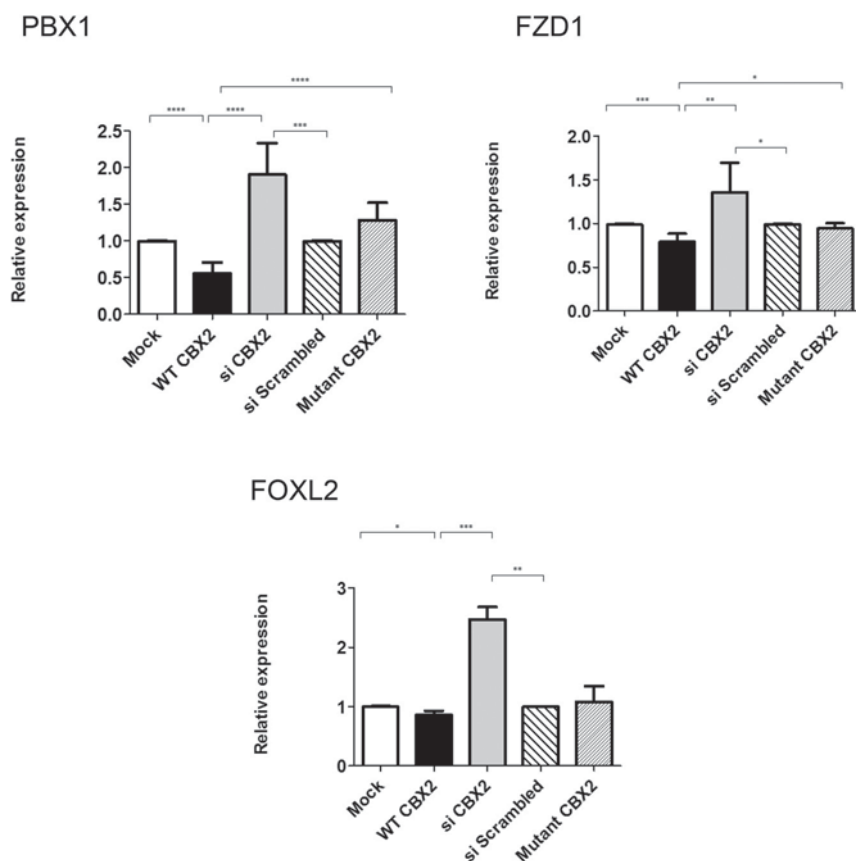 PBX1
****
**** ****
***
Relative expression
2.5
2.0
1.5
1.0
0.5
0.0
Mock
WT CBX2
si CBX2
si Scrambled
Mutant CBX2
FZD1
*
*** **
*
Relative expression
2.0
1.5
1.0
0.5
0.0
Mock
WT CBX2
si CBX2
si Scrambled
Mutant CBX2
FOXL2
* ***
**
Relative expression
3
2
1
0
Mock
WT CBX2
si CBX2
si Scrambled
Mutant CBX2